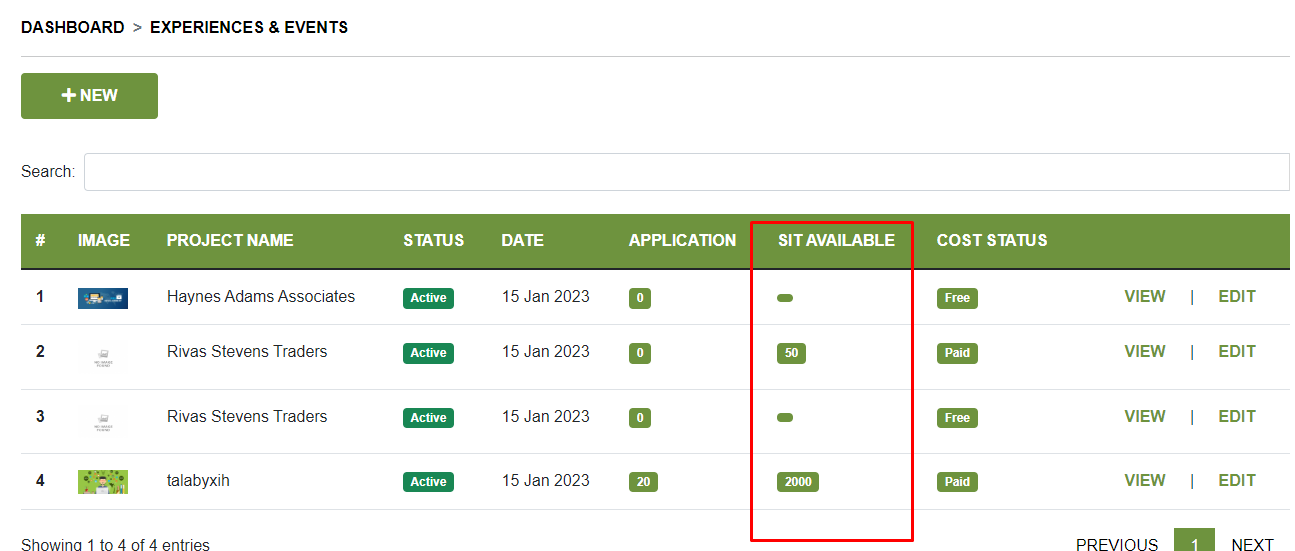 DASHBOARD > EXPERIENCES & EVENTS
+ NEW
Search:
# IMAGE PROJECT NAME STATUS DATE APPLICATION SIT AVAILABLE COST STATUS
1 Haynes Adams Associates Active 15 Jan 2023 0 Free VIEW | EDIT
2 Rivas Stevens Traders Active 15 Jan 2023 0 50 Paid VIEW | EDIT
3 Rivas Stevens Traders Active 15 Jan 2023 0 Free VIEW | EDIT
4 talabyxih Active 15 Jan 2023 20 2000 Paid VIEW | EDIT
Showing 1 to 4 of 4 entries PREVIOUS 1 NEXT